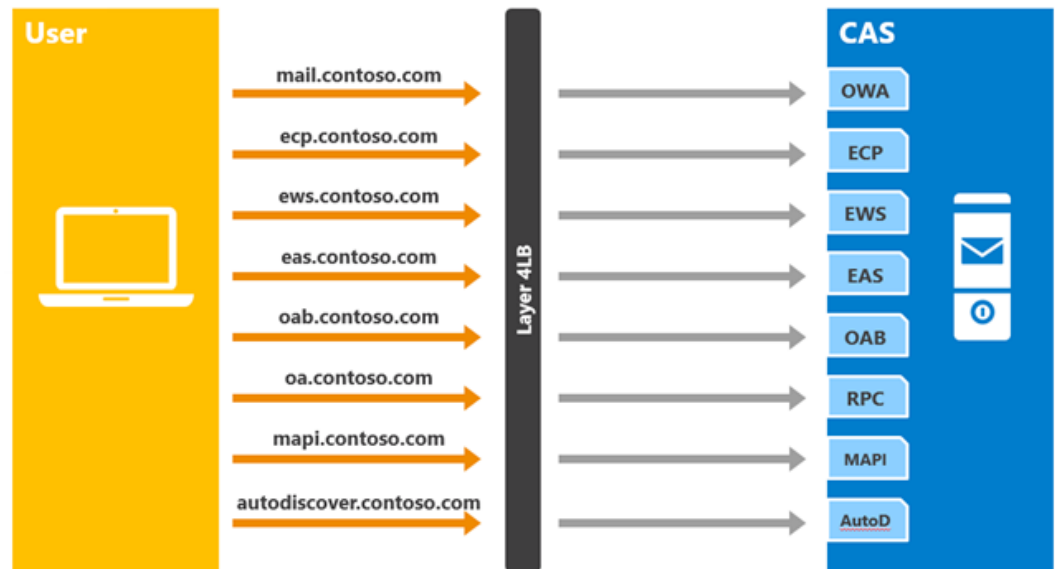 User
CAS
mail.contoso.com
OWA
ecp.contoso.com
ECP
ews.contoso.com
EWS
eas.contoso.com
EAS
Layer 4LB
oab.contoso.com
OAB
oa.contoso.com
RPC
mapi.contoso.com
MAPI
autodiscover.contoso.com
AutoD